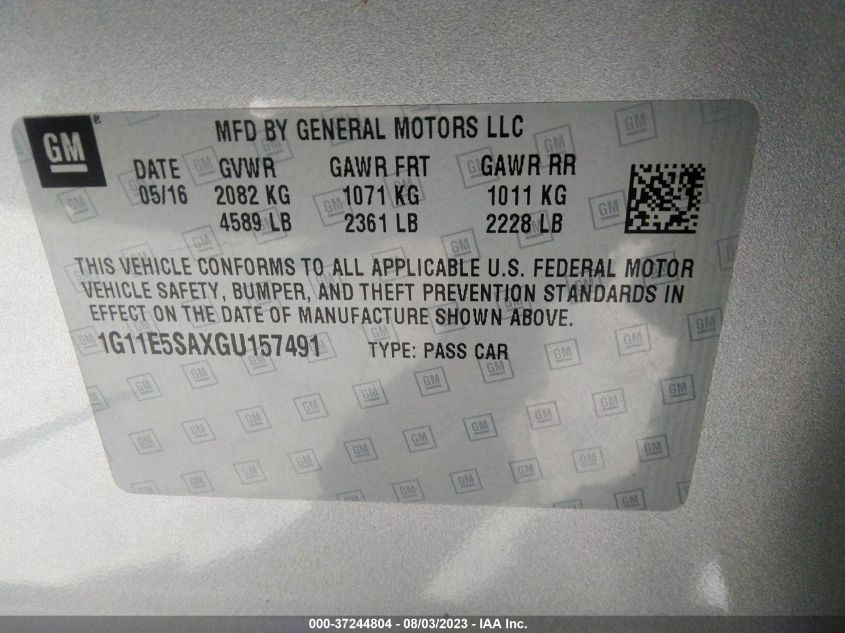 GM®
MFD BY GENERAL MOTORS LLC
DATE GVWR GAWR FRT GAWR RR
05/16 2082 KG 1071 KG 1011 KG
4589 LB 2361 LB 2228 LB
THIS VEHICLE CONFORMS TO ALL APPLICABLE U.S. FEDERAL MOTOR
VEHICLE SAFETY, BUMPER, AND THEFT PREVENTION STANDARDS IN
EFFECT ON THE DATE OF MANUFACTURE SHOWN ABOVE.
1G11E5SAXGU157491 TYPE: PASS CAR
000-37244804 - 08/03/2023 - IAA Inc.